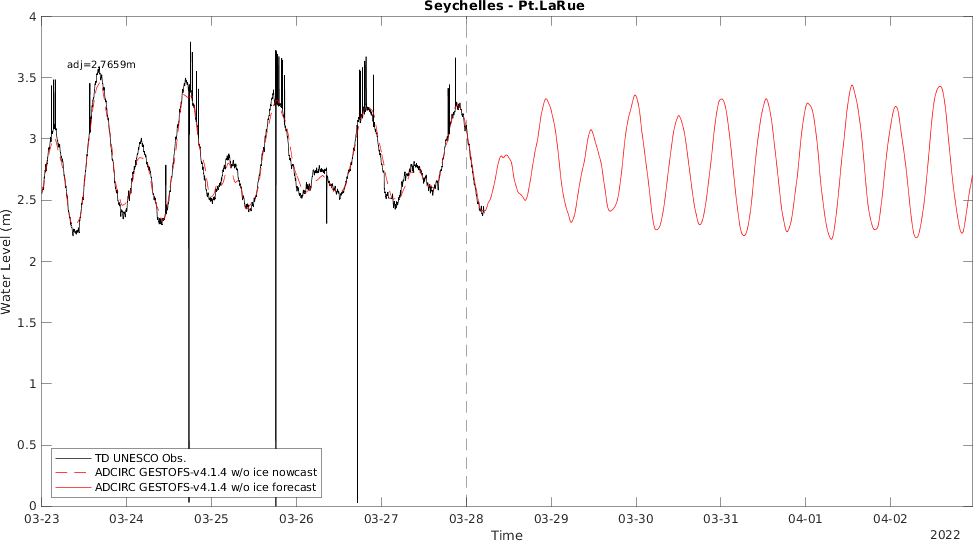 Seychelles - Pt.LaRue
4
adj=2.7659m
3.5
3
2.5
2
1.5
1
0.5
0
Water Level (m)
TD UNESCO Obs.
ADCIRC GESTOFS-v4.1.4 w/o ice nowcast
ADCIRC GESTOFS-v4.1.4 w/o ice forecast
03-23 03-24 03-25 03-26 03-27 03-28 03-29 03-30 03-31 04-01 04-02
Time
2022